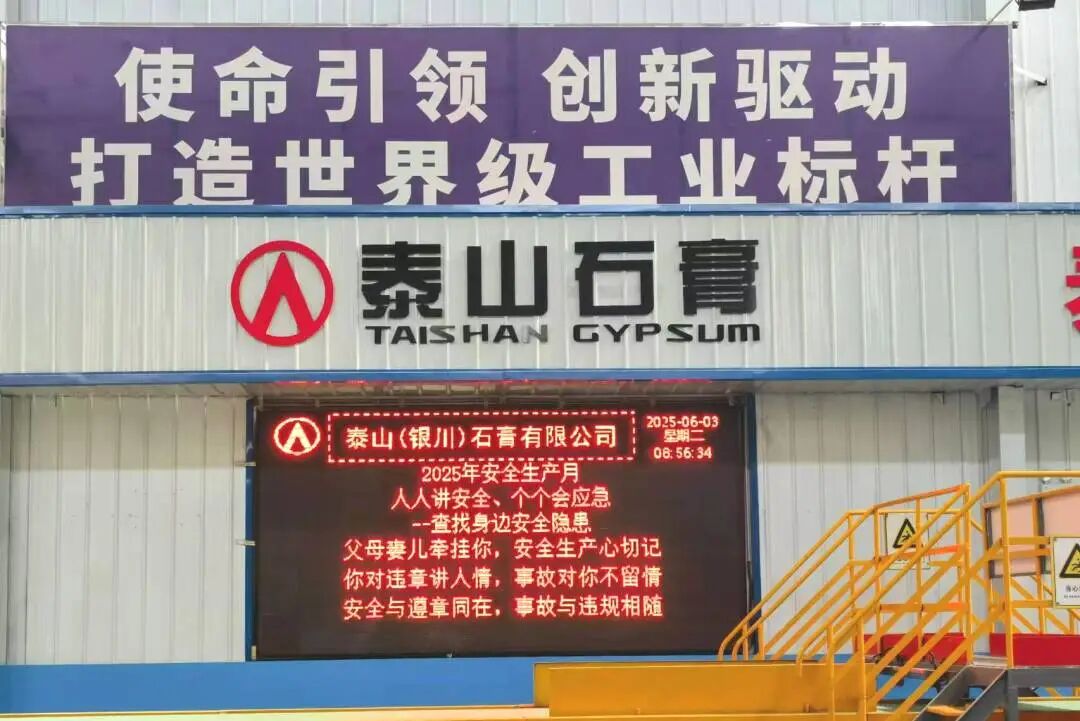 使命引领 创新驱动
打造世界级工业标杆
泰山石膏
TAISHAN GYPSUM
泰山(银川)石膏有限公司
2025-06-03
星期二
08:56:34
2025年安全生产月
人人讲安全、个个会应急
--查找身边安全隐患
父母妻儿牵挂你，安全生产心切记
你对违章讲人情，事故对你不留情
安全与遵章同在，事故与违规相随